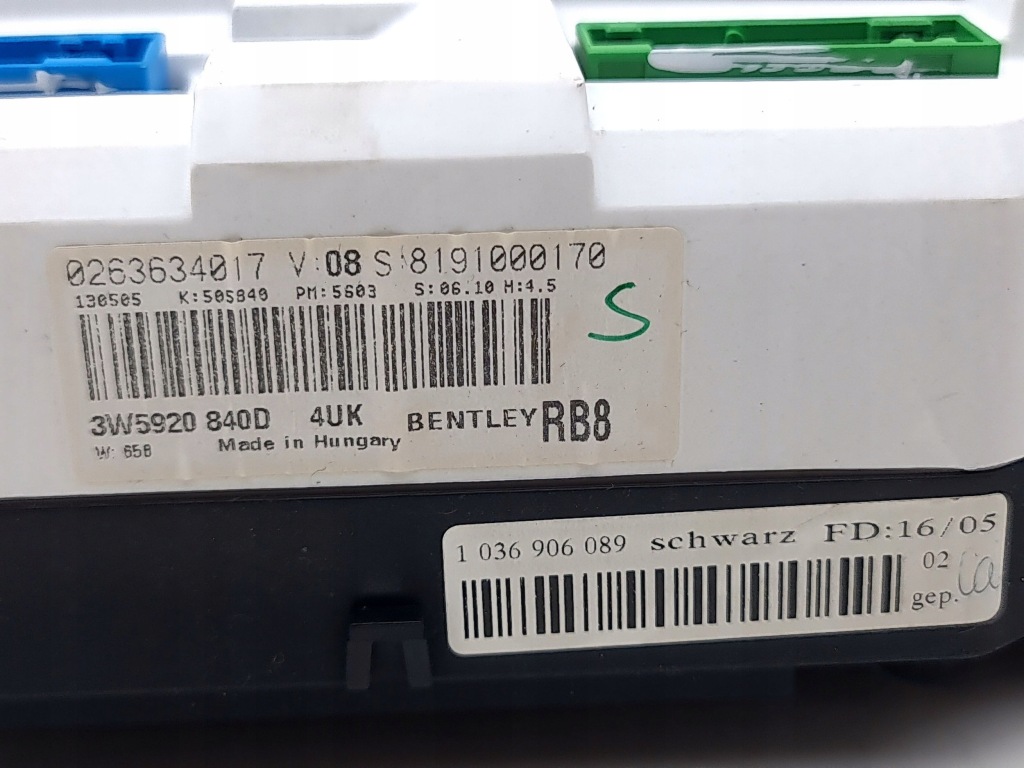 0263634017 V:08 S:8191000170
130505 K:505849 PM:5603 S:06.10 H:4.5
S
3W5920 840D 4UK BENTLEY RB8
W: 658 Made in Hungary
1 036 906 089 schwarz FD:16/05
02
gep.